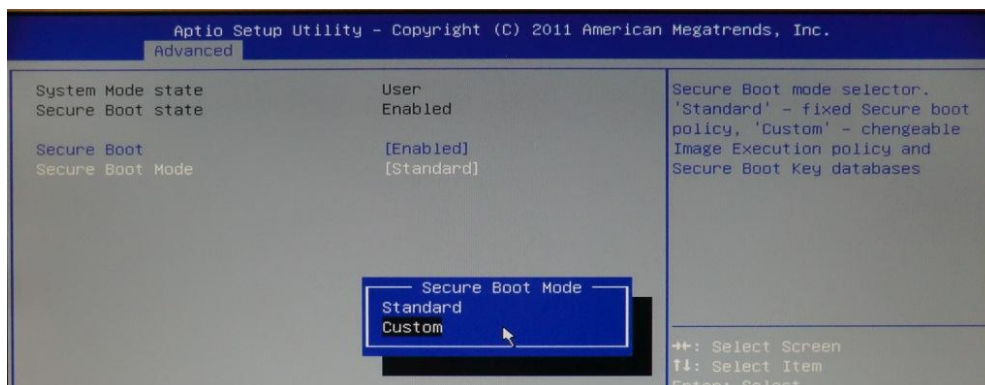 Aptio Setup Utility – Copyright (C) 2011 American Megatrends, Inc.
Advanced
System Mode state User
Secure Boot state Enabled
Secure Boot [Enabled]
Secure Boot Mode [Standard]
Secure Boot mode selector.
'Standard' – fixed Secure boot
policy, 'Custom' – chengeable
Image Execution policy and
Secure Boot Key databases
Secure Boot Mode
Standard
Custom
→←: Select Screen
↑↓: Select Item
Enter: Select